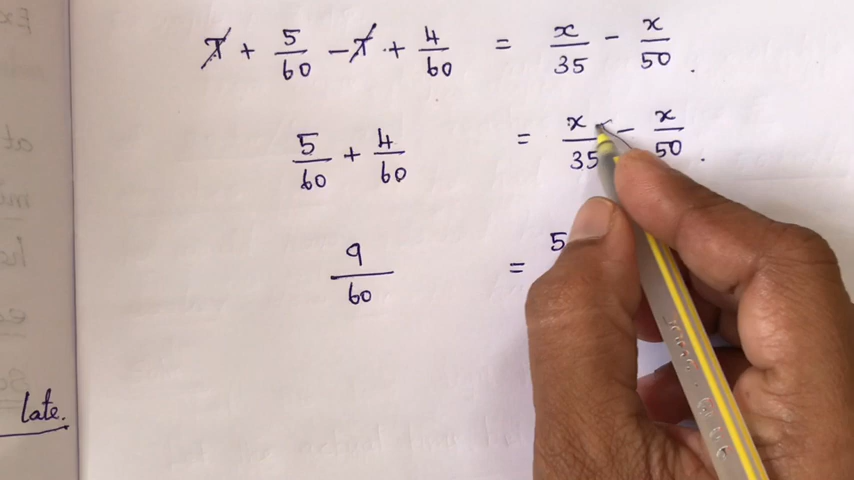 T + 5/60 - T + 4/60 = x/35 - x/50 .
5/60 + 4/60 = x/35 - x/50 .
9/60 = 5
late.